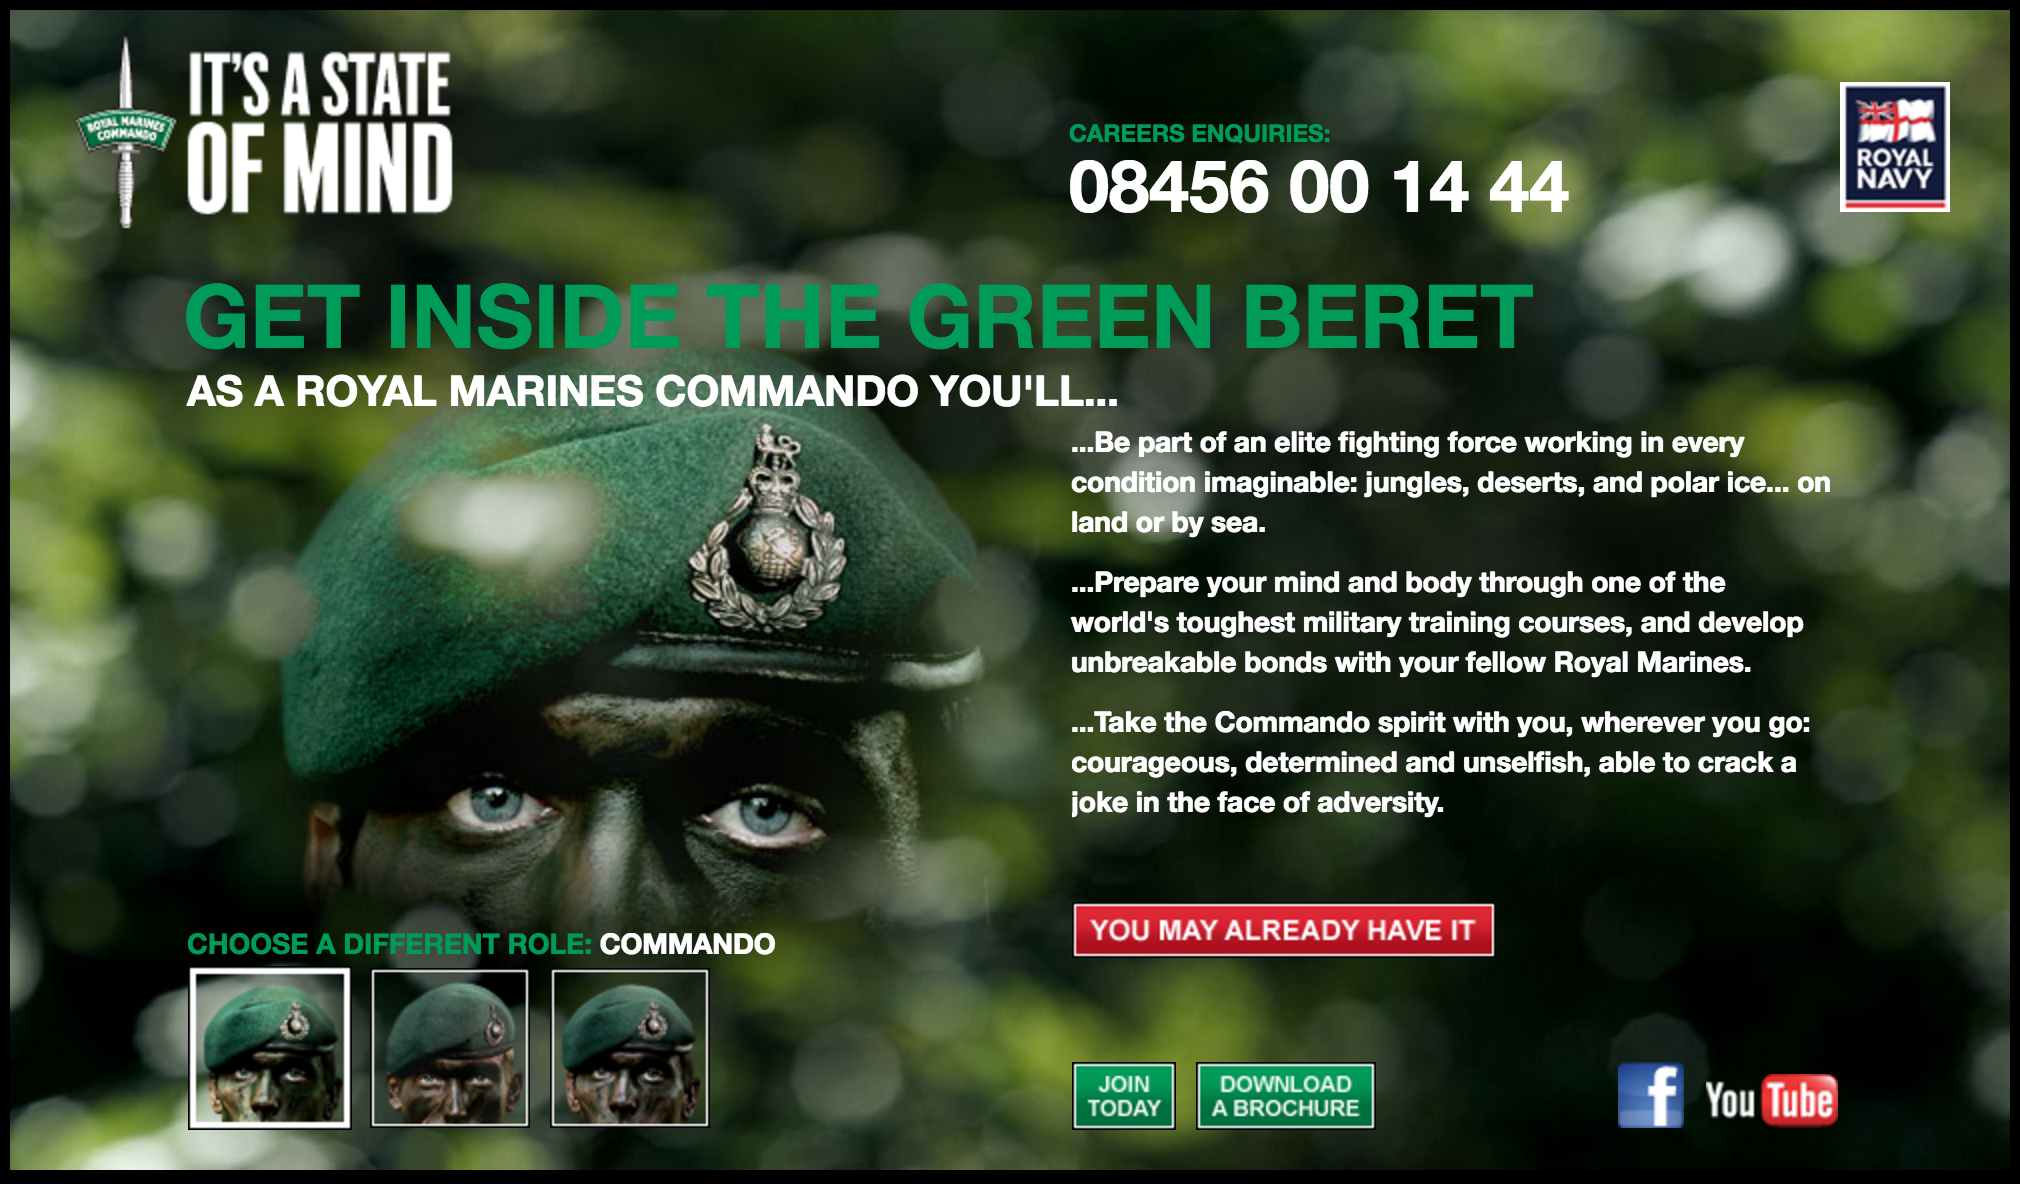 ROYAL MARINES
COMMANDO
IT'S A STATE
OF MIND
CAREERS ENQUIRIES:
08456 00 14 44
ROYAL
NAVY
GET INSIDE THE GREEN BERET
AS A ROYAL MARINES COMMANDO YOU'LL...
...Be part of an elite fighting force working in every
condition imaginable: jungles, deserts, and polar ice... on
land or by sea.
...Prepare your mind and body through one of the
world's toughest military training courses, and develop
unbreakable bonds with your fellow Royal Marines.
...Take the Commando spirit with you, wherever you go:
courageous, determined and unselfish, able to crack a
joke in the face of adversity.
YOU MAY ALREADY HAVE IT
CHOOSE A DIFFERENT ROLE: COMMANDO
JOIN
TODAY
DOWNLOAD
A BROCHURE
f
You Tube